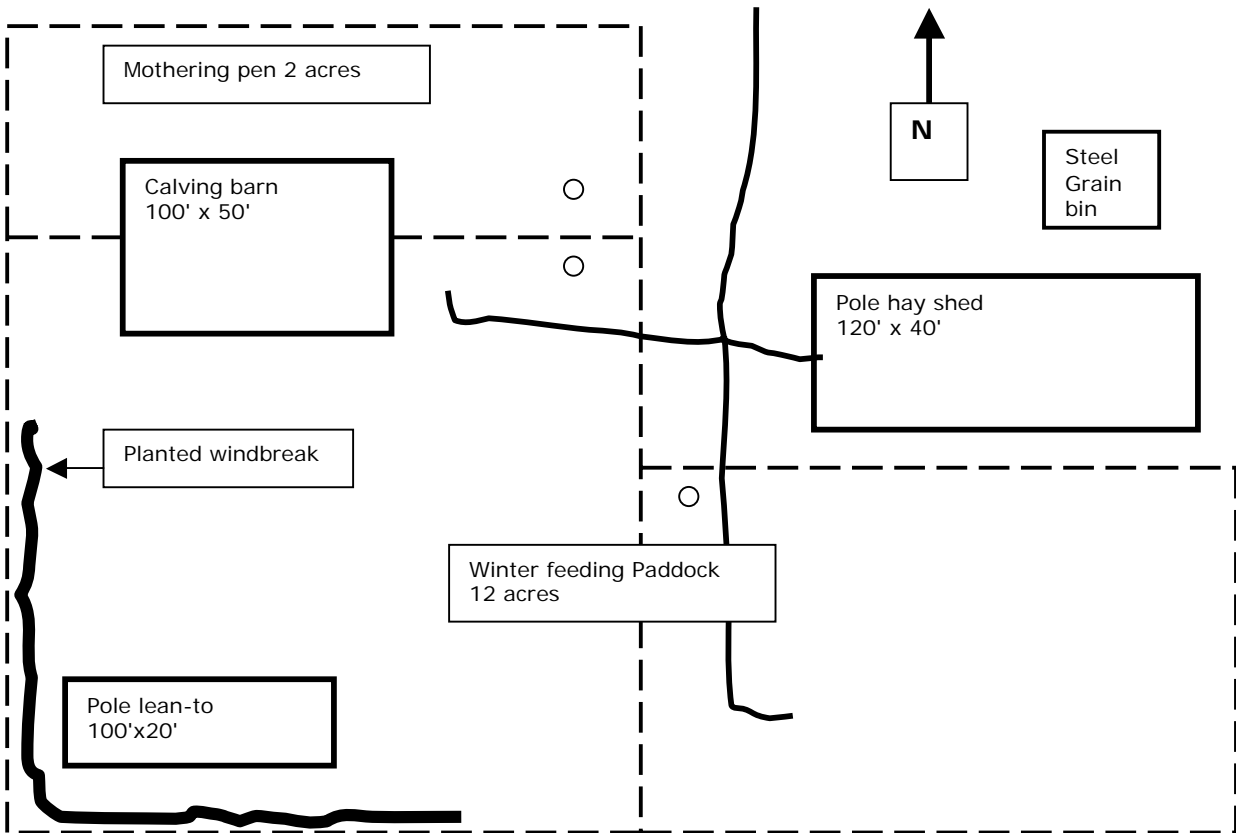 Mothering pen 2 acres
N
Steel
Grain
bin
Calving barn
100' x 50'
Pole hay shed
120' x 40'
Planted windbreak
Winter feeding Paddock
12 acres
Pole lean-to
100'x20'